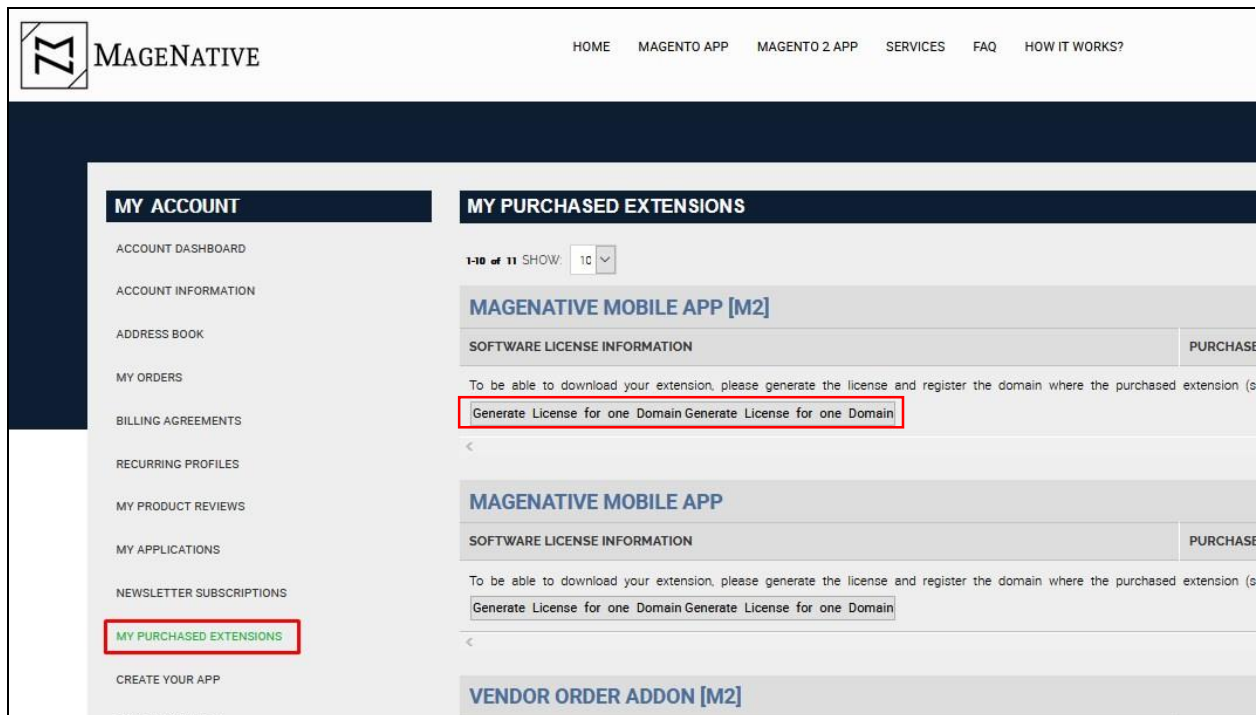 MAGENATIVE
HOME MAGENTO APP MAGENTO 2 APP SERVICES FAQ HOW IT WORKS?
MY ACCOUNT
ACCOUNT DASHBOARD
ACCOUNT INFORMATION
ADDRESS BOOK
MY ORDERS
BILLING AGREEMENTS
RECURRING PROFILES
MY PRODUCT REVIEWS
MY APPLICATIONS
NEWSLETTER SUBSCRIPTIONS
MY PURCHASED EXTENSIONS
CREATE YOUR APP
MY PURCHASED EXTENSIONS
1-10 of 11 SHOW: 10
MAGENATIVE MOBILE APP [M2]
SOFTWARE LICENSE INFORMATION PURCHASE
To be able to download your extension, please generate the license and register the domain where the purchased extension (s
Generate License for one Domain Generate License for one Domain
MAGENATIVE MOBILE APP
SOFTWARE LICENSE INFORMATION PURCHASE
To be able to download your extension, please generate the license and register the domain where the purchased extension (s
Generate License for one Domain Generate License for one Domain
VENDOR ORDER ADDON [M2]